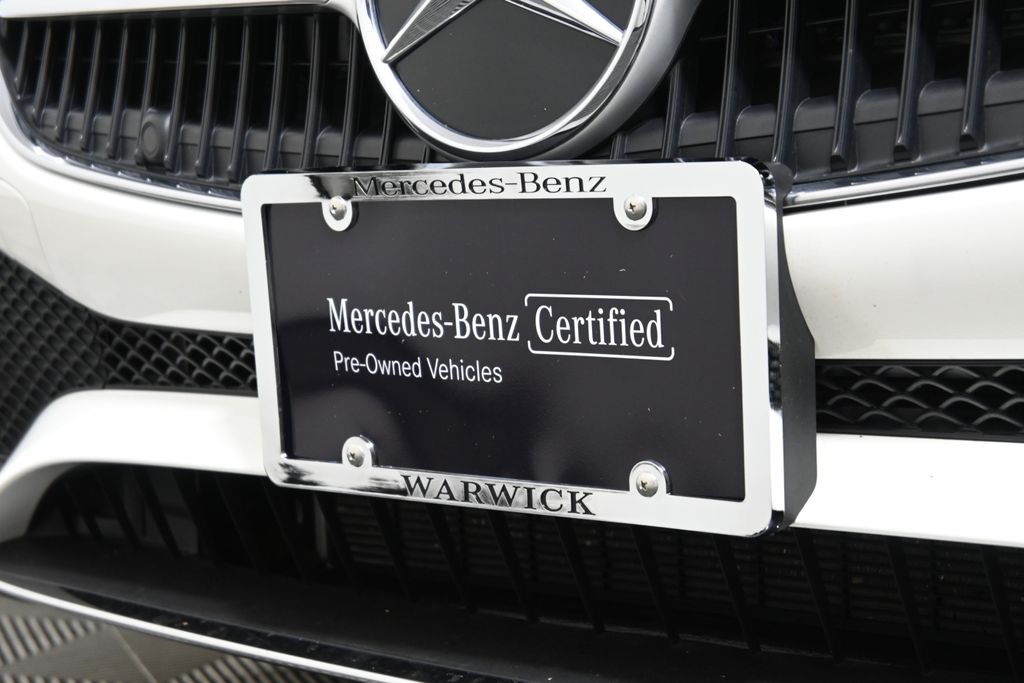 Mercedes-Benz
Mercedes-Benz Certified
Pre-Owned Vehicles
WARWICK